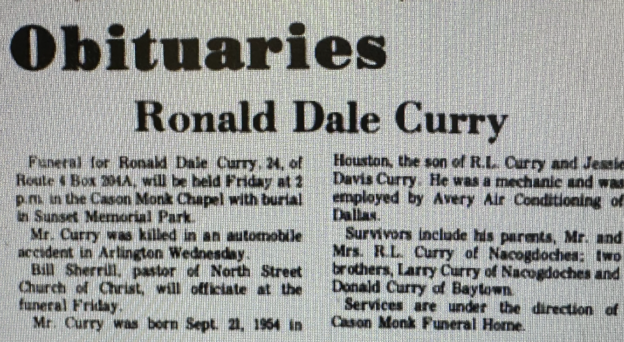 Obituaries
Ronald Dale Curry
Funeral for Ronald Dale Curry, 24, of
Route 4 Box 204A, will be held Friday at 2
p.m. in the Cason Monk Chapel with burial
in Sunset Memorial Park.
Mr. Curry was killed in an automobile
accident in Arlington Wednesday.
Bill Sherrill, pastor of North Street
Church of Christ, will officiate at the
funeral Friday.
Mr. Curry was born Sept. 21, 1954 in
Houston, the son of R.L. Curry and Jessie
Davis Curry. He was a mechanic and was
employed by Avery Air Conditioning of
Dallas.
Survivors include his parents, Mr. and
Mrs. R.L. Curry of Nacogdoches; two
brothers, Larry Curry of Nacogdoches and
Donald Curry of Baytown.
Services are under the direction of
Cason Monk Funeral Home.